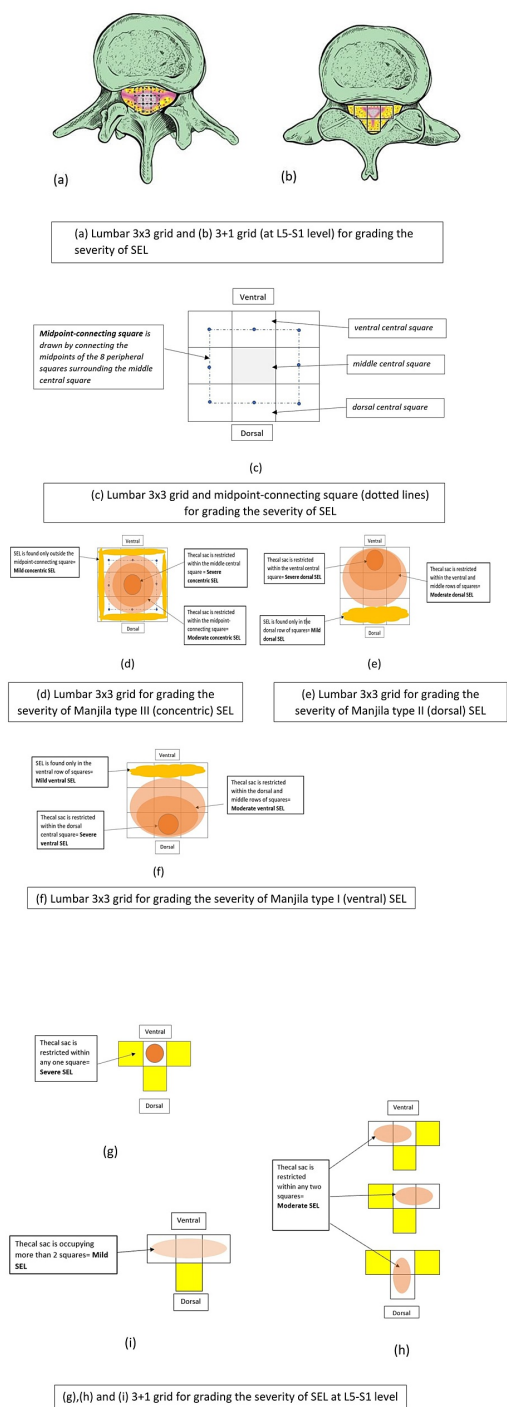 (a)
(b)
(a) Lumbar 3x3 grid and (b) 3+1 grid (at L5-S1 level) for grading the
severity of SEL
Ventral
Midpoint-connecting square is
drawn by connecting the
midpoints of the 8 peripheral
squares surrounding the middle
central square
ventral central square
middle central square
dorsal central square
Dorsal
(c)
(c) Lumbar 3x3 grid and midpoint-connecting square (dotted lines)
for grading the severity of SEL
Ventral
SEL is found only outside the
midpoint-connecting square=
Mild concentric SEL
Thecal sac is restricted
within the middle central
square = Severe
concentric SEL
Thecal sac is restricted
within the midpoint-
connecting square=
Moderate concentric SEL
Dorsal
(d)
Ventral
Thecal sac is restricted
within the ventral central
square= Severe dorsal SEL
Thecal sac is restricted
within the ventral and
middle rows of squares=
Moderate dorsal SEL
SEL is found only in the
dorsal row of squares= Mild
dorsal SEL
Dorsal
(e)
(d) Lumbar 3x3 grid for grading the
severity of Manjila type III (concentric) SEL
(e) Lumbar 3x3 grid for grading the
severity of Manjila type II (dorsal) SEL
Ventral
SEL is found only in the
ventral row of squares=
Mild ventral SEL
Thecal sac is restricted
within the dorsal and
middle rows of squares=
Moderate ventral SEL
Thecal sac is restricted
within the dorsal
central square= Severe
ventral SEL
Dorsal
(f)
(f) Lumbar 3x3 grid for grading the severity of Manjila type I (ventral) SEL
Ventral
Thecal sac is
restricted within
any one square=
Severe SEL
Dorsal
(g)
Ventral
Thecal sac is
restricted
within any two
squares=
Moderate SEL
Dorsal
(h)
Ventral
Thecal sac is occupying
more than 2 squares= Mild
SEL
Dorsal
(i)
(g),(h) and (i) 3+1 grid for grading the severity of SEL at L5-S1 level